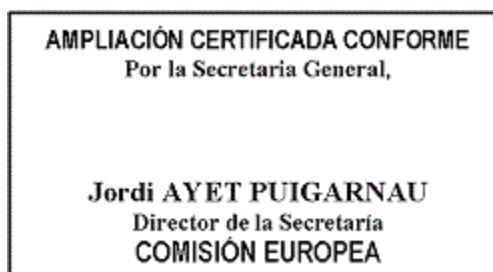 AMPLIACIÓN CERTIFICADA CONFORME
Por la Secretaria General,
Jordi AYET PUIGARNAU
Director de la Secretaría
COMISIÓN EUROPEA